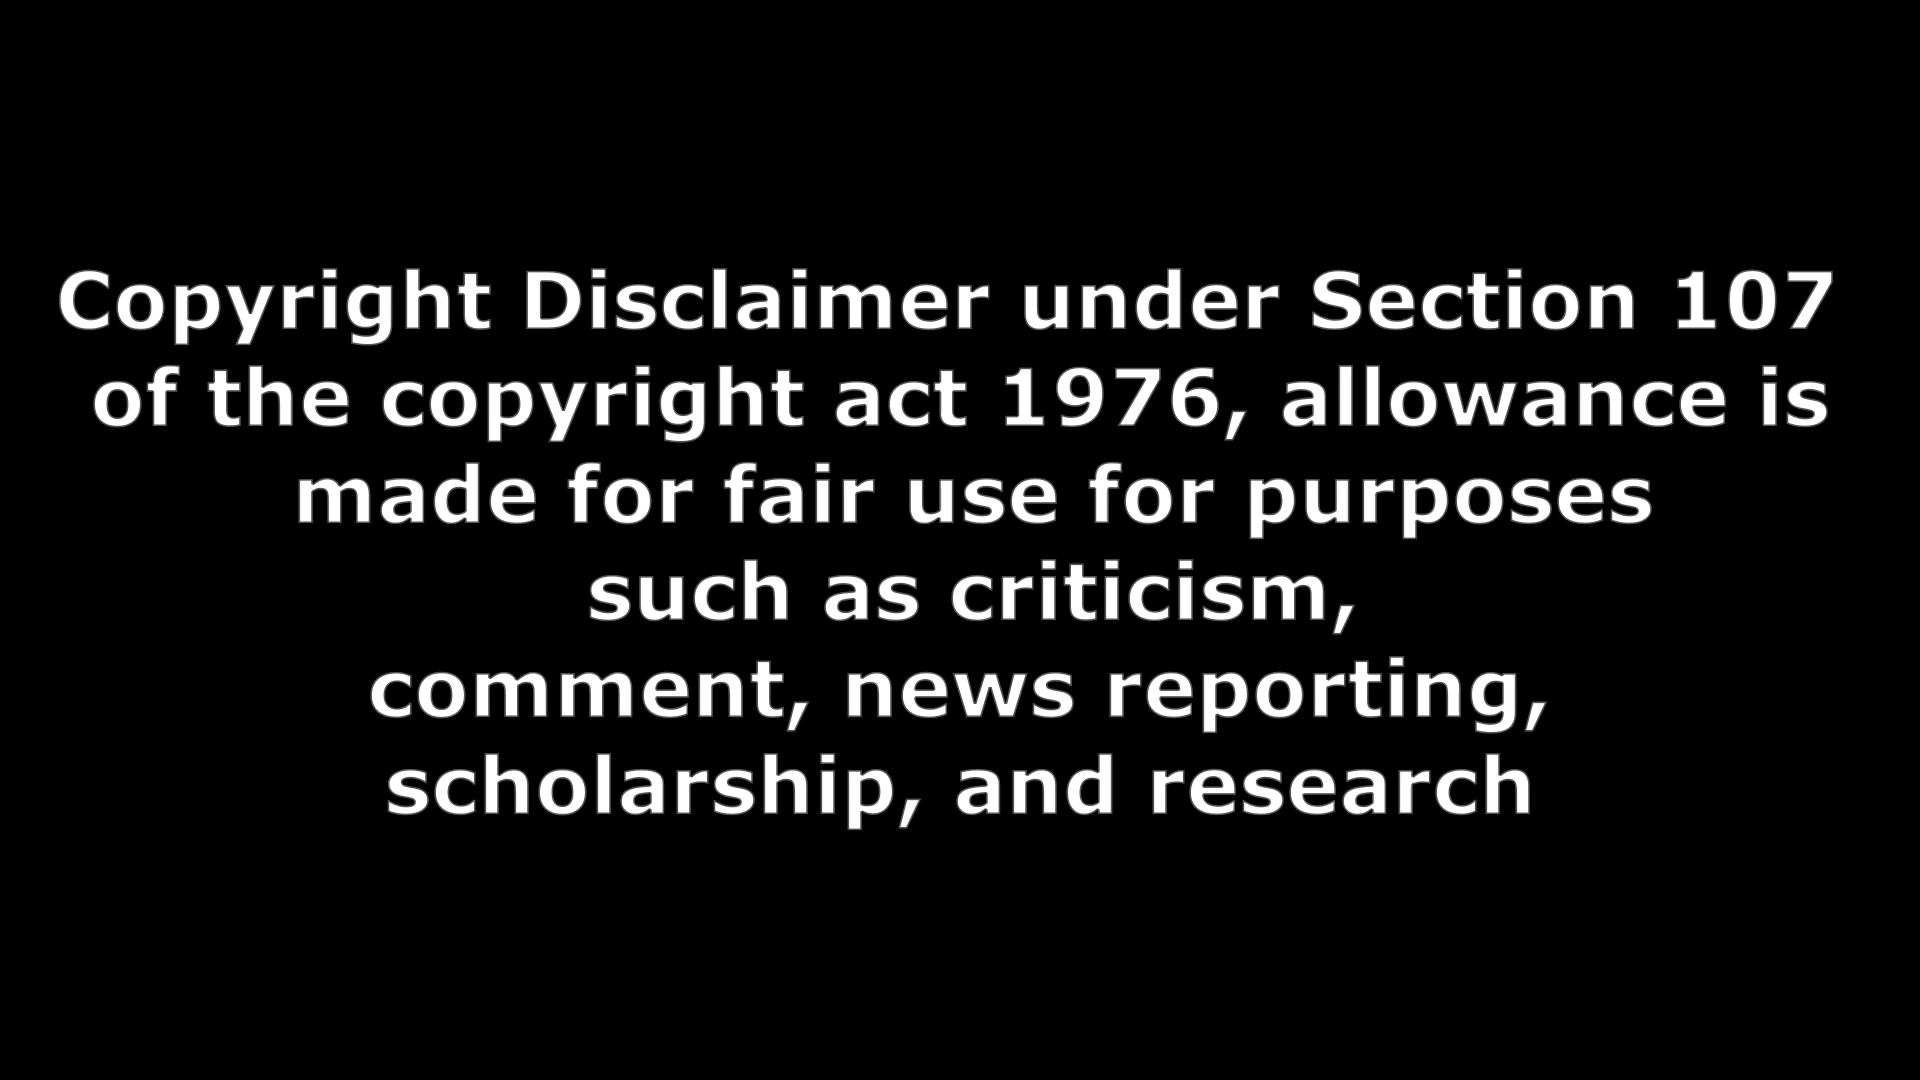 Copyright Disclaimer under Section 107
of the copyright act 1976, allowance is
made for fair use for purposes
such as criticism,
comment, news reporting,
scholarship, and research